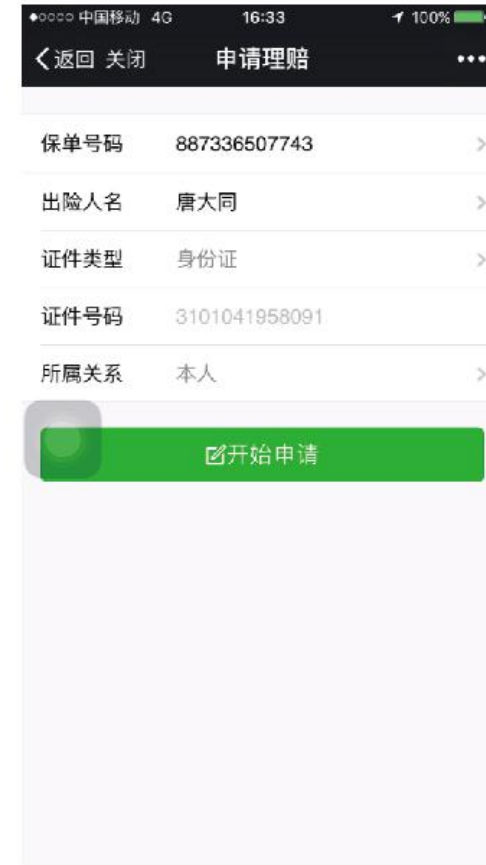 中国移动 4G 16:33 100%
返回 关闭 申请理赔
保单号码 887336507743
出险人名 唐大同
证件类型 身份证
证件号码 3101041958091
所属关系 本人
开始申请